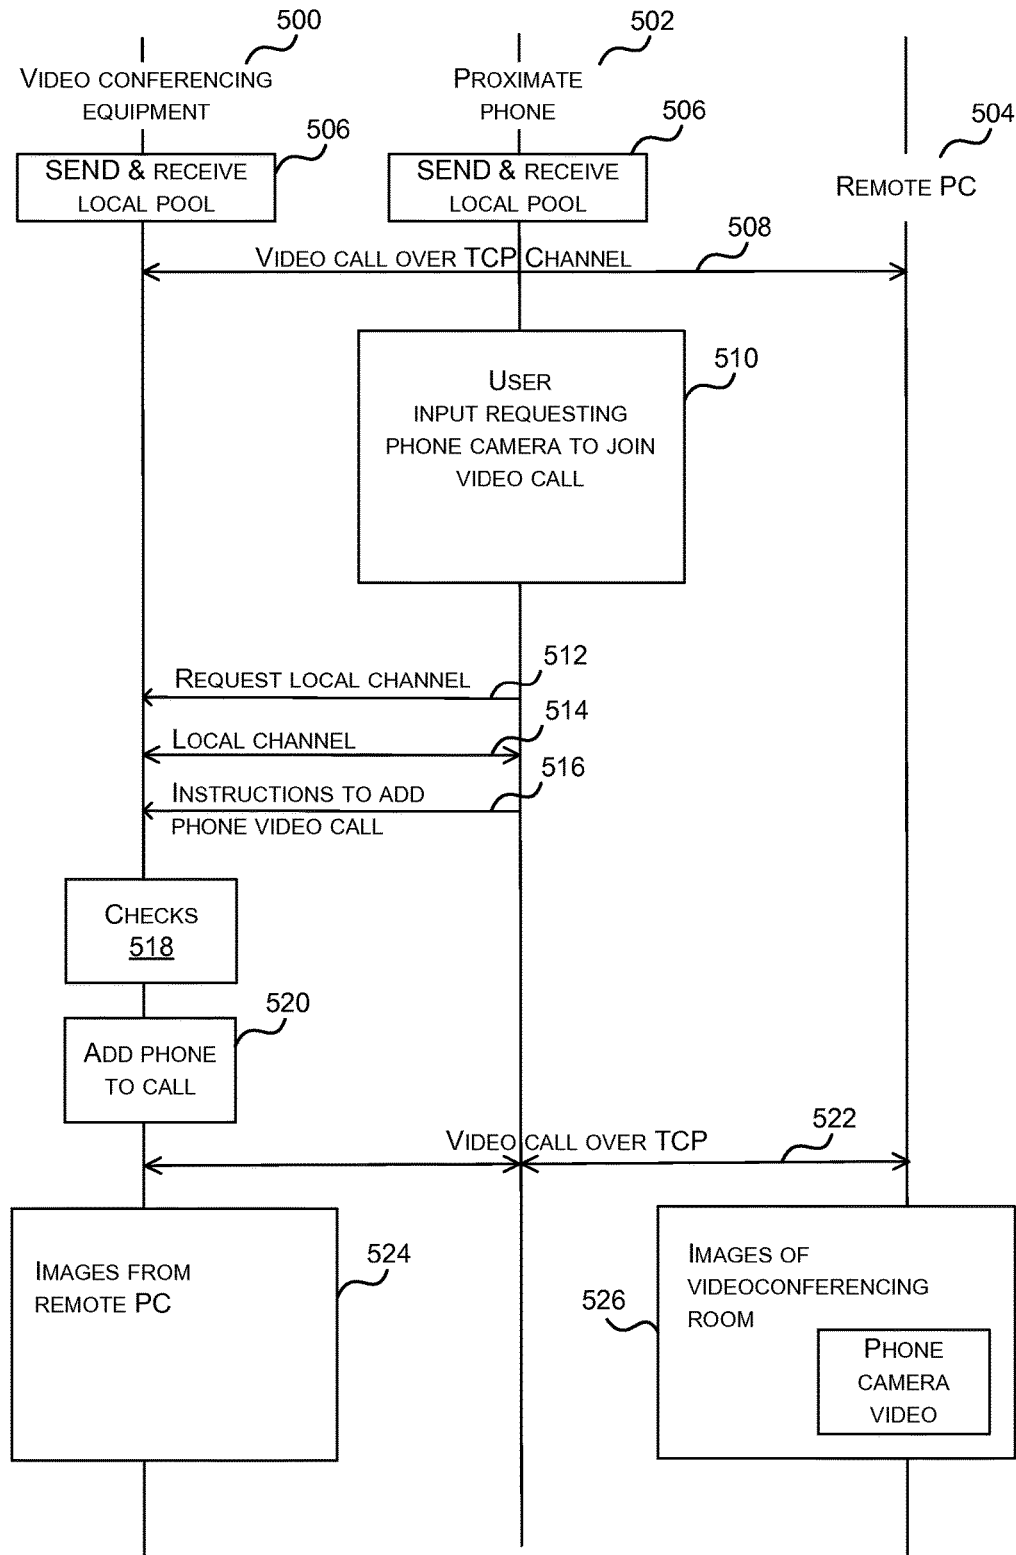 500
502
VIDEO CONFERENCING
EQUIPMENT
PROXIMATE
PHONE
504
506
506
SEND & RECEIVE
LOCAL POOL
SEND & RECEIVE
LOCAL POOL
REMOTE PC
508
VIDEO CALL OVER TCP CHANNEL
510
USER
INPUT REQUESTING
PHONE CAMERA TO JOIN
VIDEO CALL
512
REQUEST LOCAL CHANNEL
514
LOCAL CHANNEL
516
INSTRUCTIONS TO ADD
PHONE VIDEO CALL
CHECKS
518
520
ADD PHONE
TO CALL
522
VIDEO CALL OVER TCP
524
IMAGES FROM
REMOTE PC
526
IMAGES OF
VIDEOCONFERENCING
ROOM
PHONE
CAMERA
VIDEO